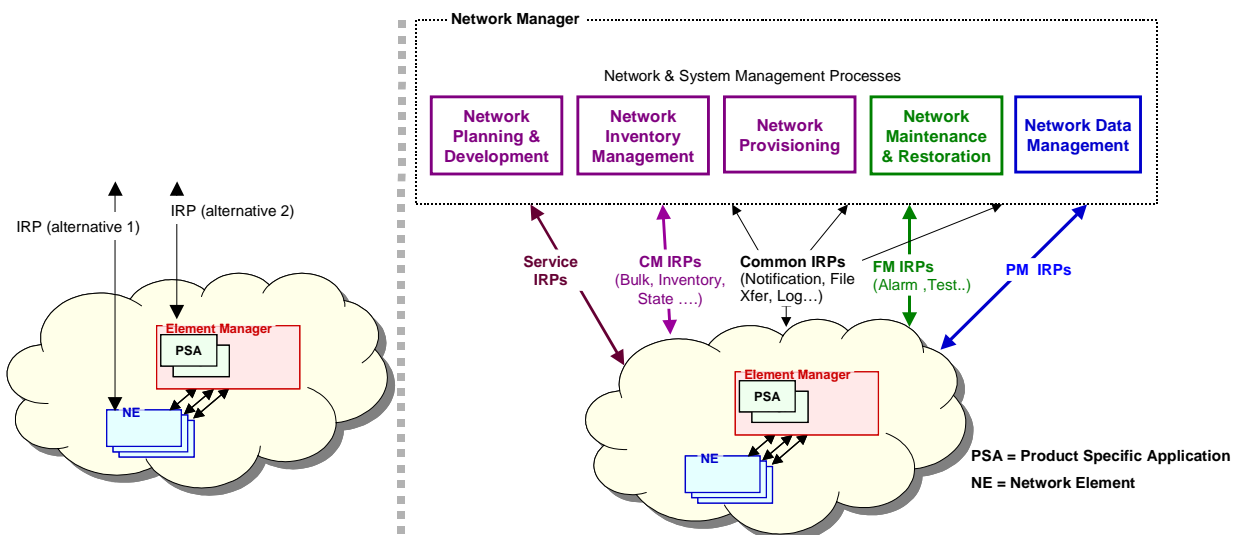 Network Manager
Network & System Management Processes
Network
Planning &
Development
Network
Inventory
Management
Network
Provisioning
Network
Maintenance
& Restoration
Network Data
Management
IRP (alternative 1)
IRP (alternative 2)
Element Manager
PSA
NE
Service
IRPs
CM IRPs
(Bulk, Inventory,
State ….)
Common IRPs
(Notification, File
Xfer, Log…)
FM IRPs
(Alarm ,Test..)
PM IRPs
Element Manager
PSA
NE
PSA = Product Specific Application
NE = Network Element